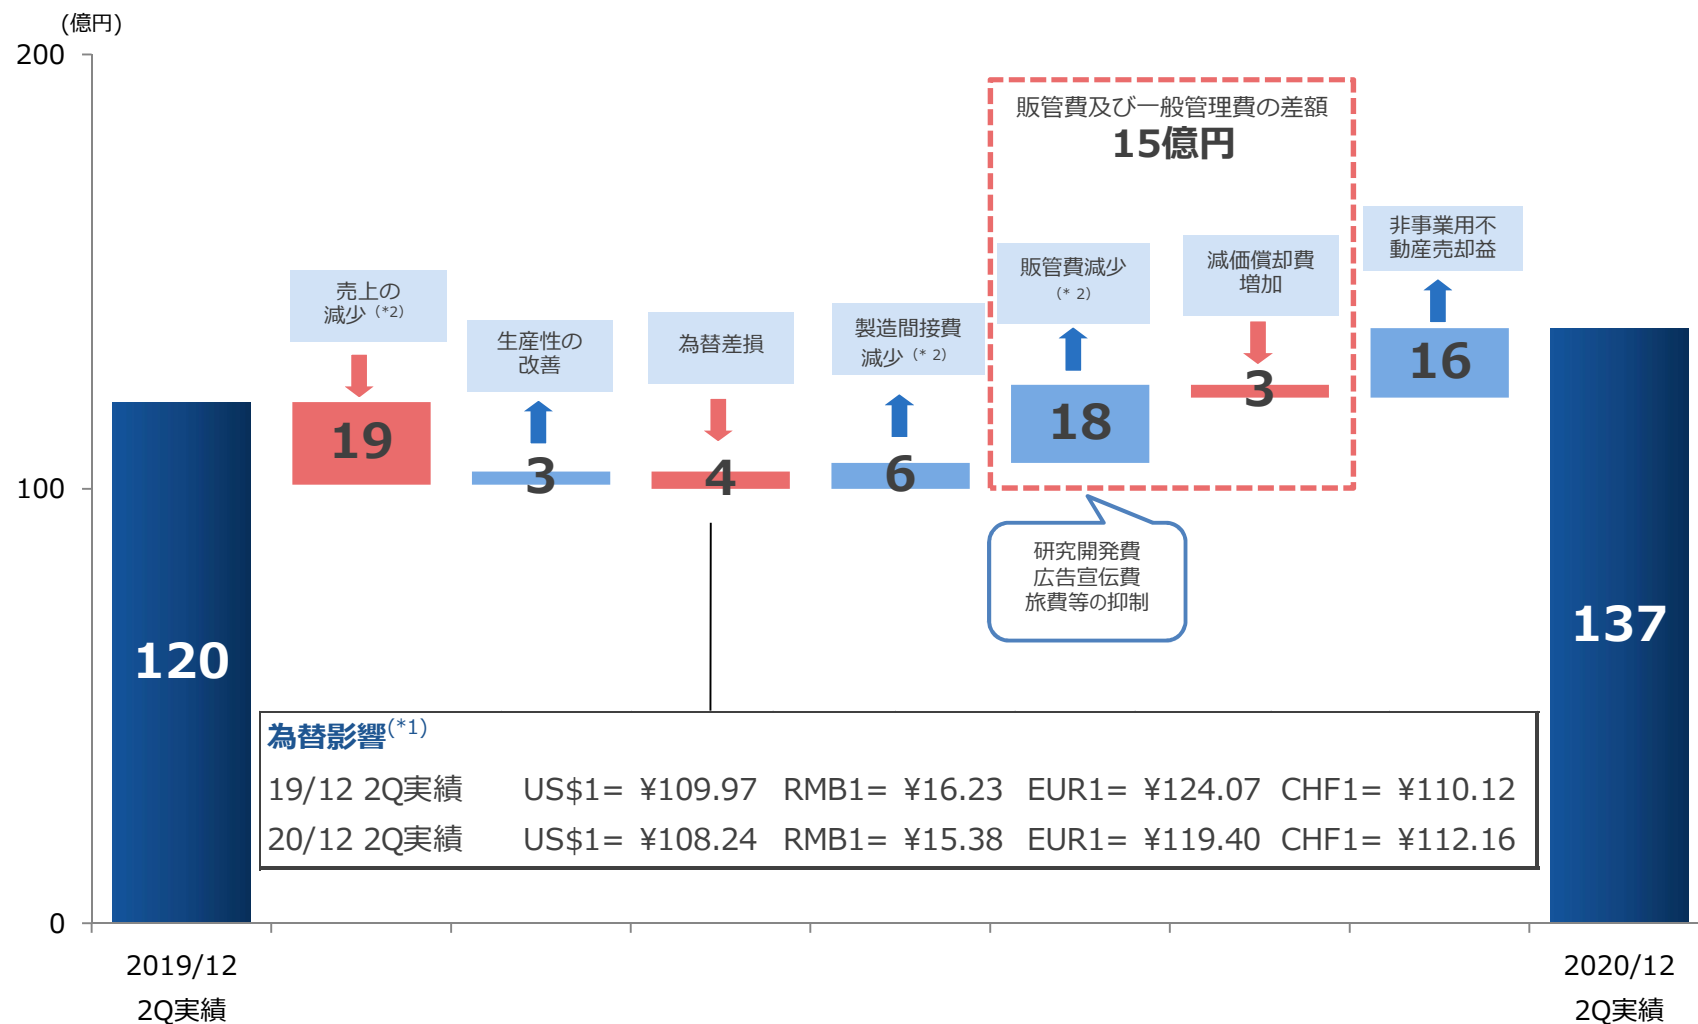 (億円)
200
100
0
120
売上の
減少(*2)
19
生産性の
改善
3
為替差損
4
製造間接費
減少(* 2)
6
販管費及び一般管理費の差額
15億円
販管費減少
(* 2)
18
減価償却費
増加
3
研究開発費
広告宣伝費
旅費等の抑制
非事業用不
動産売却益
16
137
為替影響(*1)
19/12 2Q実績 US$1= ¥109.97 RMB1= ¥16.23 EUR1= ¥124.07 CHF1= ¥110.12
20/12 2Q実績 US$1= ¥108.24 RMB1= ¥15.38 EUR1= ¥119.40 CHF1= ¥112.16
2019/12
2Q実績
2020/12
2Q実績